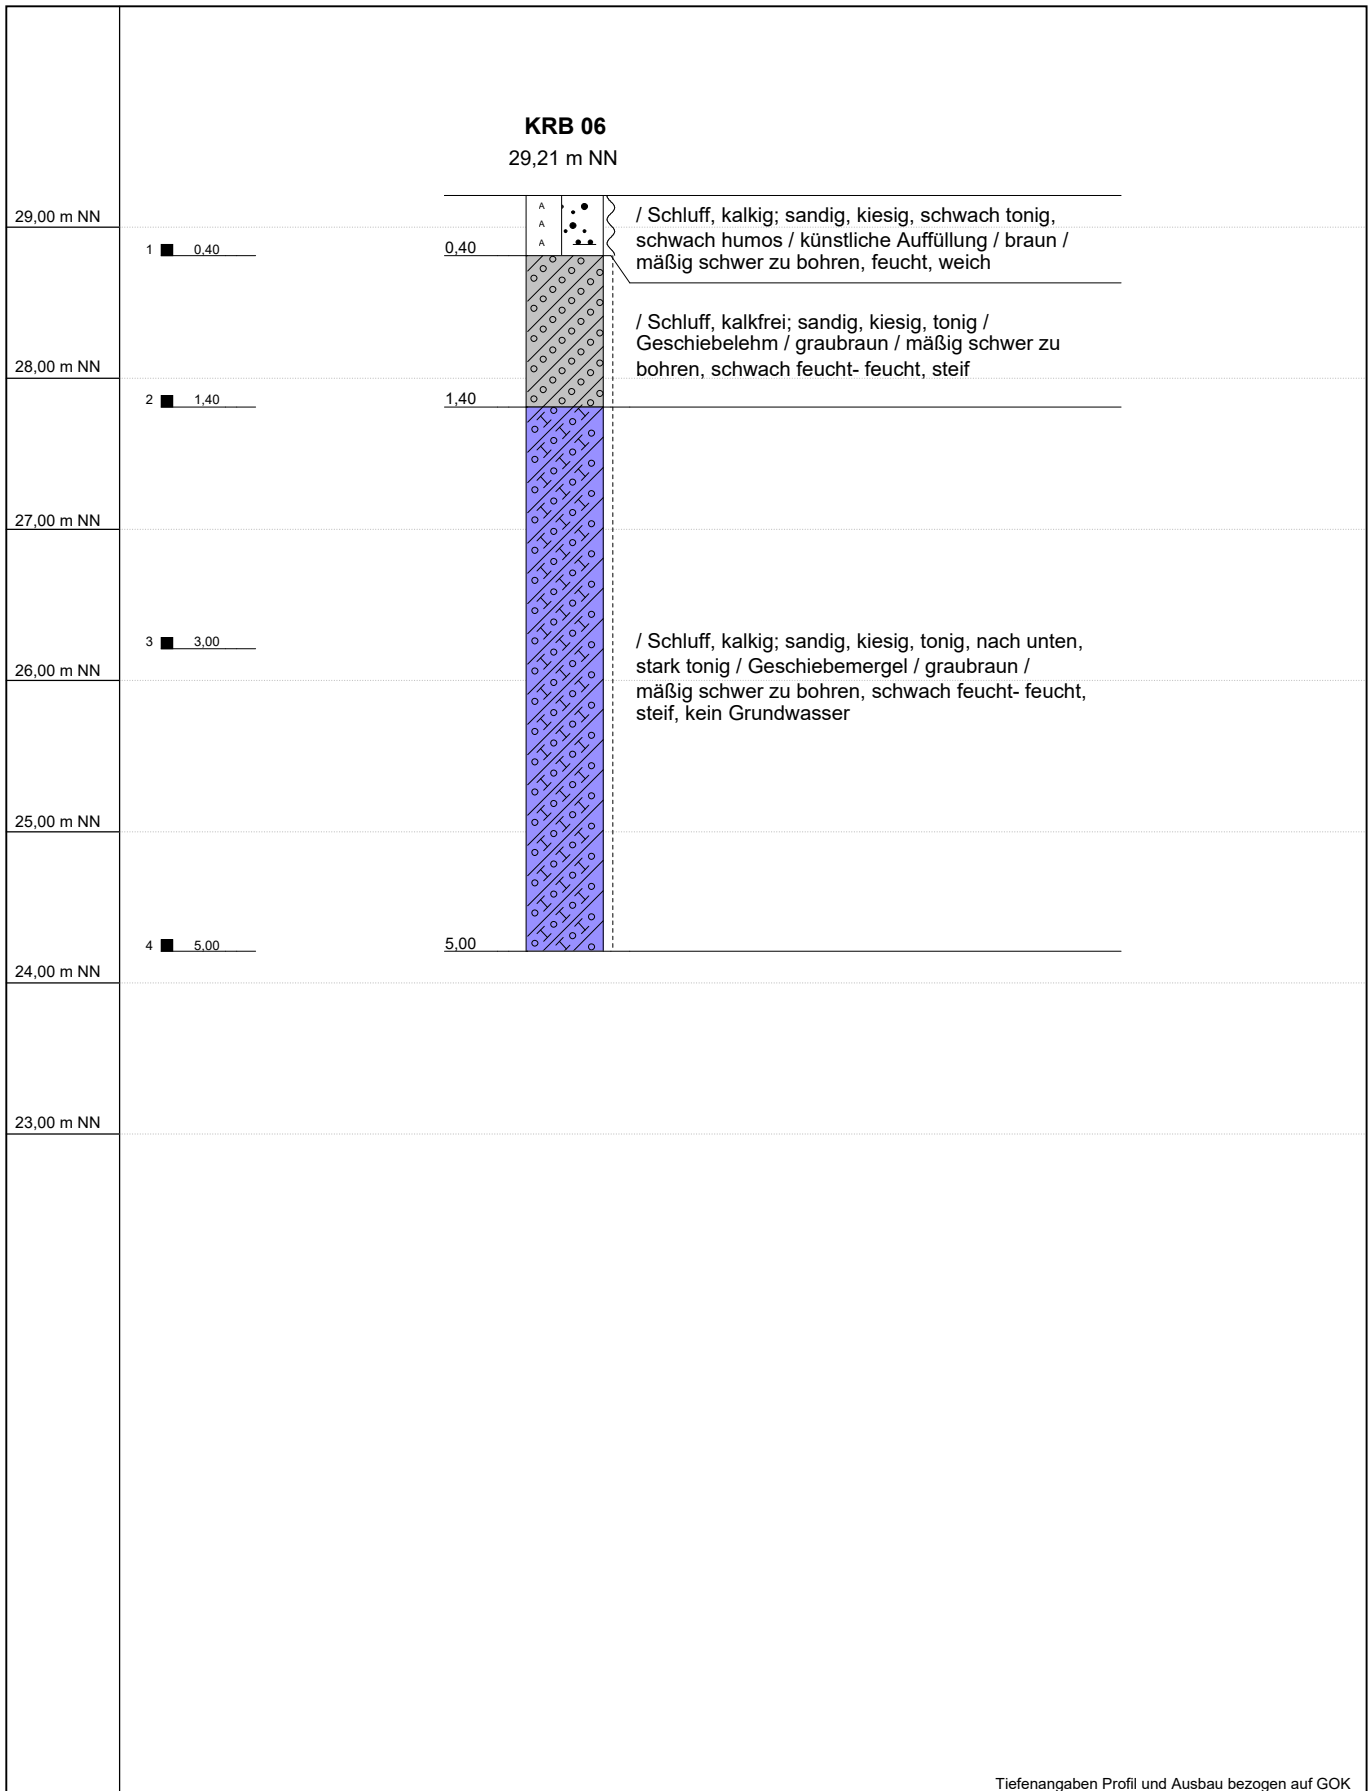 KRB 06
29,21 m NN
29,00 m NN
A
A
A
/ Schluff, kalkig; sandig, kiesig, schwach tonig,
schwach humos / künstliche Auffüllung / braun /
mäßig schwer zu bohren, feucht, weich
1 0,40
0,40
/ Schluff, kalkfrei; sandig, kiesig, tonig /
Geschiebelehm / graubraun / mäßig schwer zu
bohren, schwach feucht- feucht, steif
28,00 m NN
2 1,40
1,40
27,00 m NN
3 3,00
/ Schluff, kalkig; sandig, kiesig, tonig, nach unten,
stark tonig / Geschiebemergel / graubraun /
mäßig schwer zu bohren, schwach feucht- feucht,
steif, kein Grundwasser
26,00 m NN
25,00 m NN
4 5,00
5,00
24,00 m NN
23,00 m NN
Tiefenangaben Profil und Ausbau bezogen auf GOK